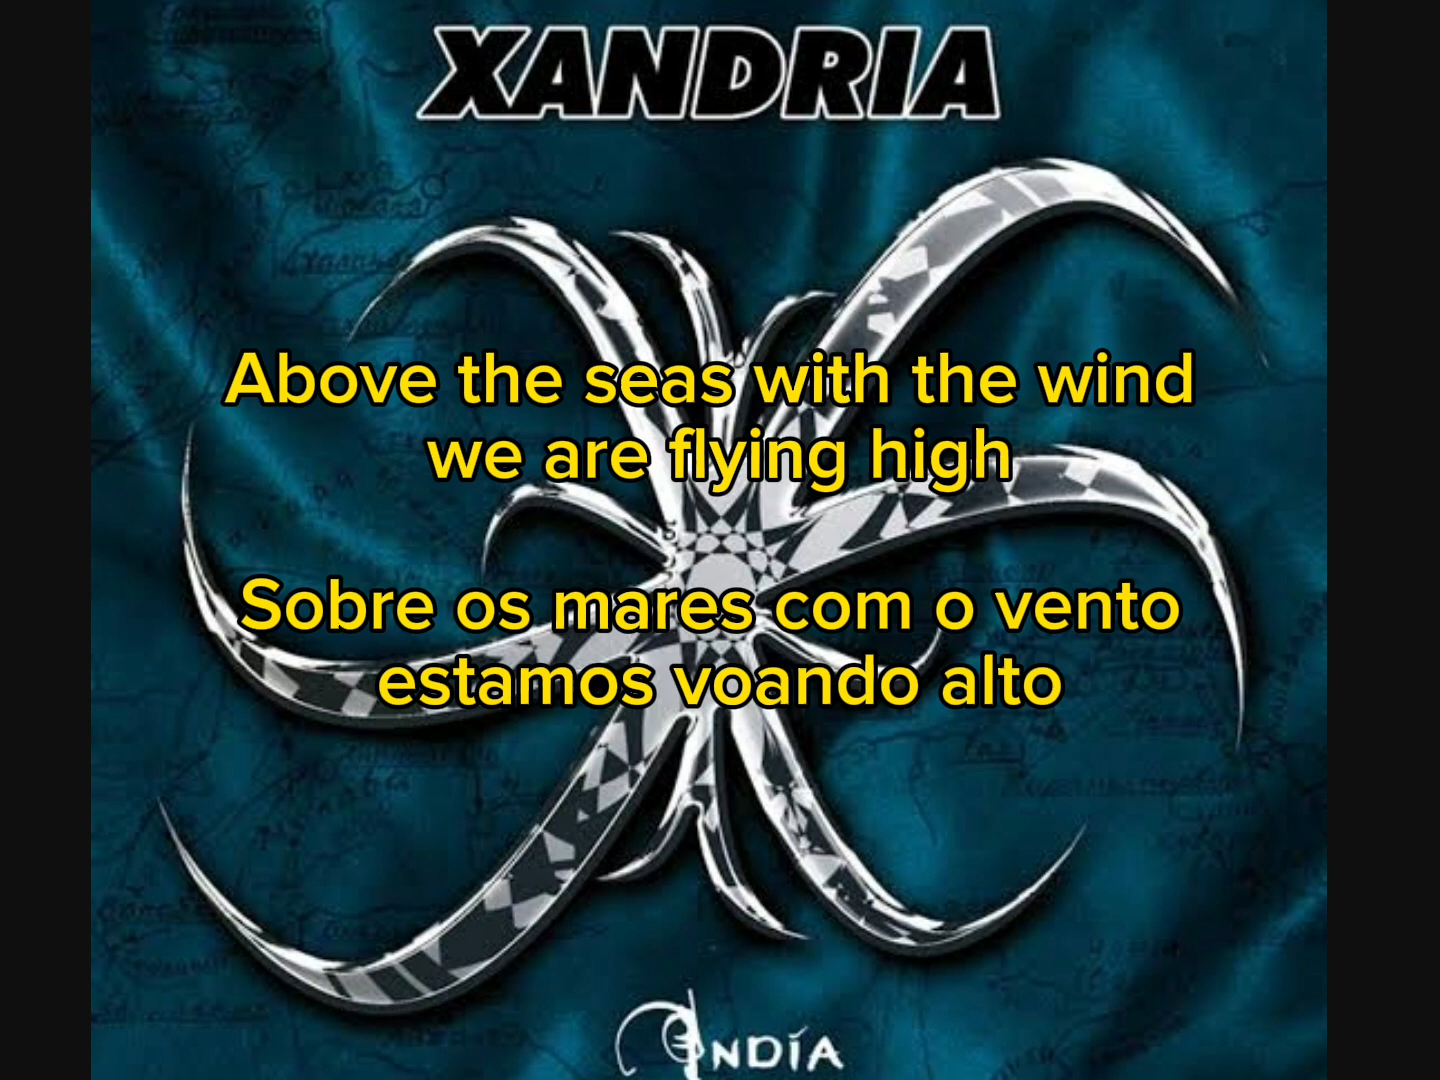 XANDRIA
Above the seas with the wind
we are flying high
Sobre os mares com o vento
estamos voando alto
INDÍA